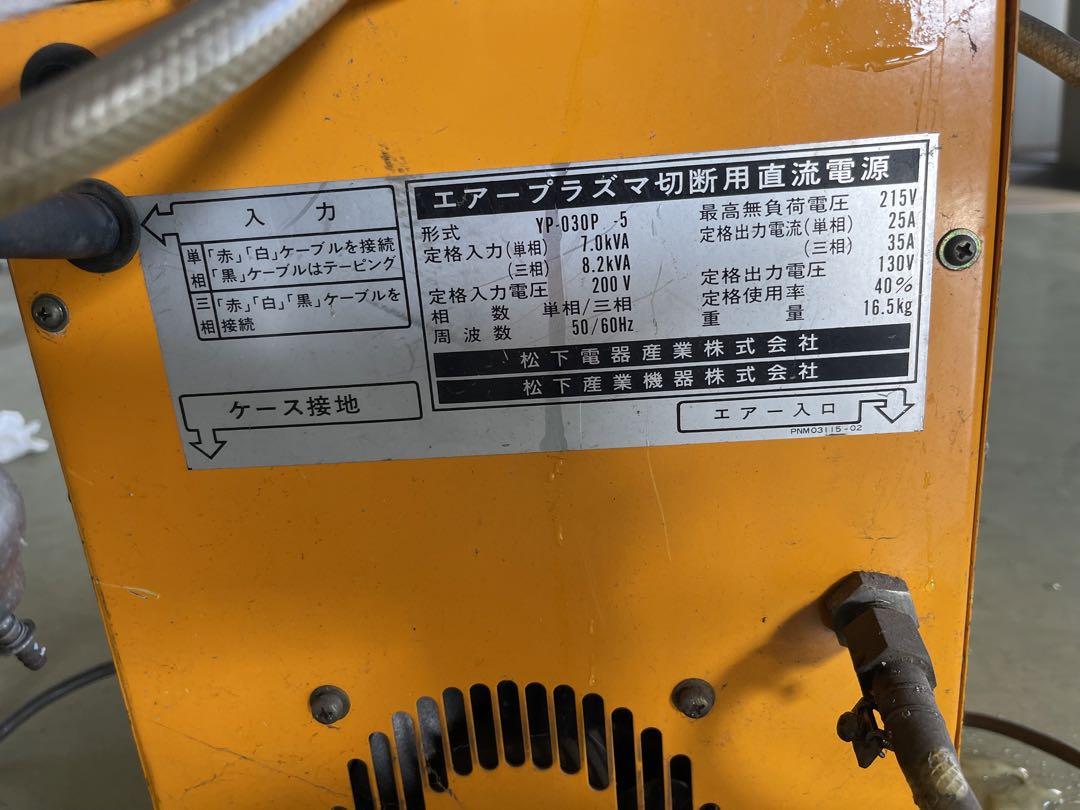 入力
単相 「赤」、「白」ケーブルを接続
「黒」ケーブルはテーピング
三相 「赤」、「白」、「黒」ケーブルを
接続
ケース接地
エアープラズマ切断用直流電源
形式 YP-030P -5
定格入力(単相) 7.0kVA
(三相) 8.2kVA
定格入力電圧 200V
相数 単相/三相
周波数 50/60Hz
最高無負荷電圧 215V
定格出力電流(単相) 25A
(三相) 35A
定格出力電圧 130V
定格使用率 40%
重量 16.5kg
松下電器産業株式会社
松下産業機器株式会社
エアー入口
PNM03115-02